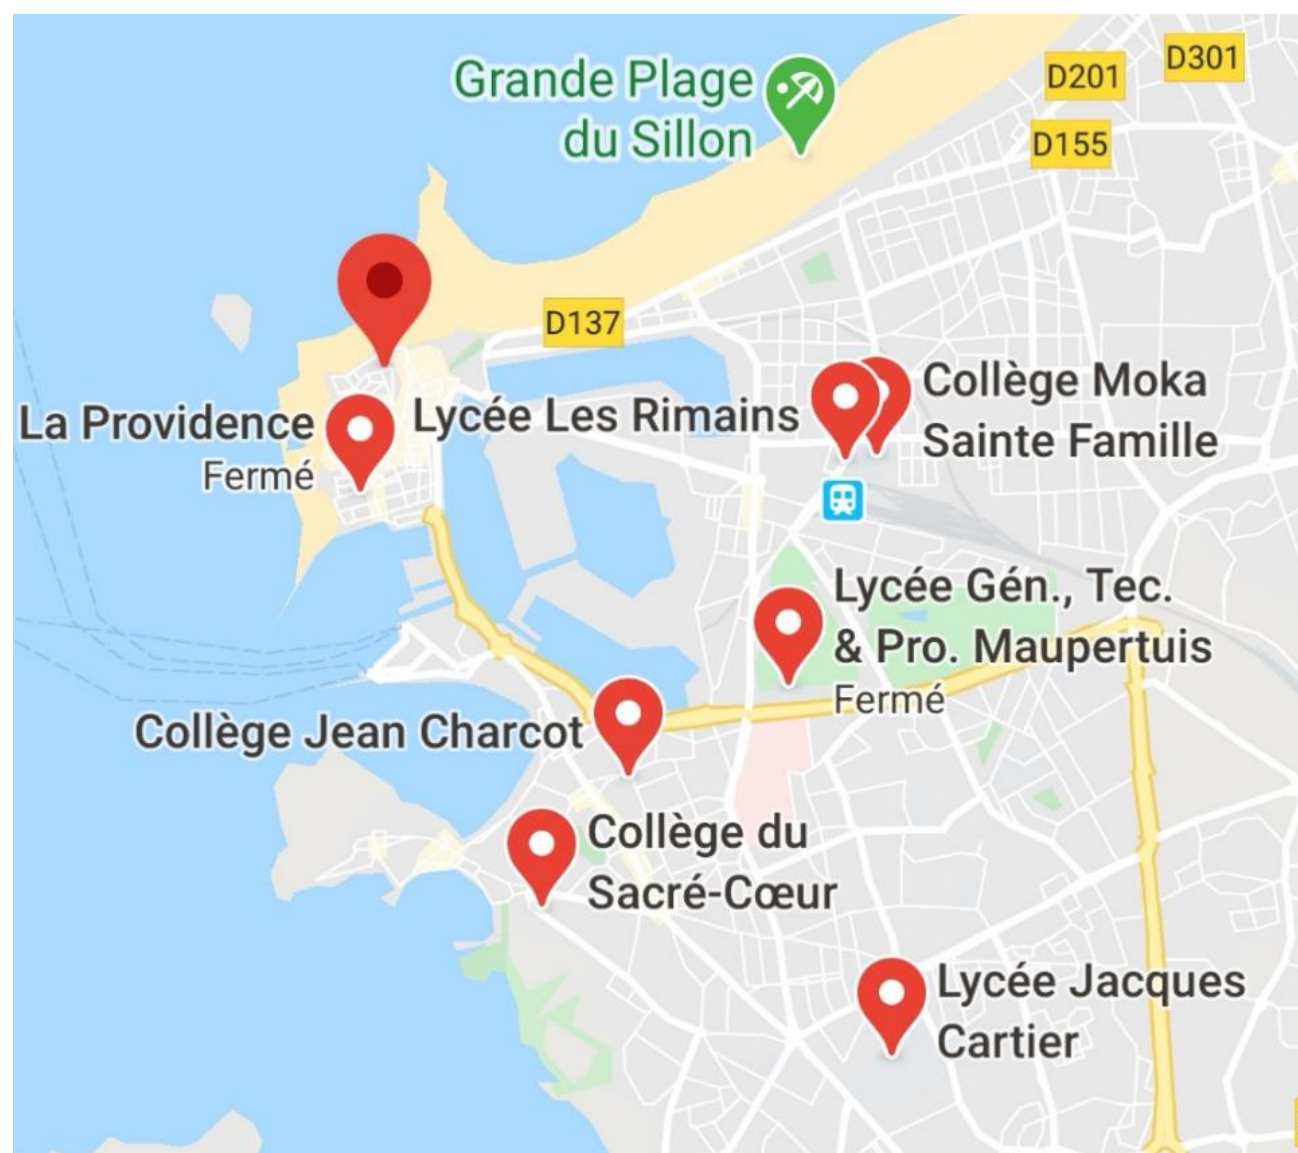 Grande Plage
du Sillon
D201
D301
D155
D137
La Providence
Fermé
Lycée Les Rimains
Collège Moka
Sainte Famille
Lycée Gén., Tec.
& Pro. Maupertuis
Fermé
Collège Jean Charcot
Collège du
Sacré-Cœur
Lycée Jacques
Cartier